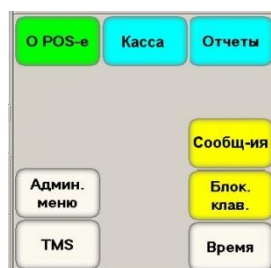 О POS-е Касса Отчеты
Сообщ-ия
Админ.
меню
Блок.
клав.
TMS Время